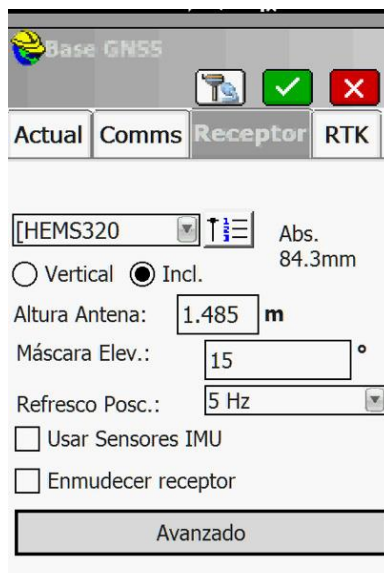 Base GNSS
Actual Comms Receptor RTK
[HEMS320
Abs.
84.3mm
Vertical Incl.
Altura Antena: 1.485 m
Máscara Elev.: 15 °
Refresco Posc.: 5 Hz
Usar Sensores IMU
Enmudecer receptor
Avanzado